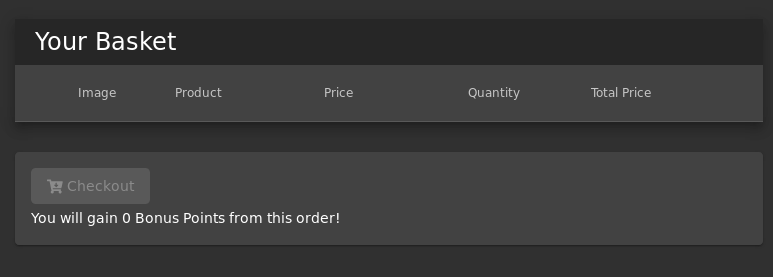 Your Basket
Image Product Price Quantity Total Price
Checkout
You will gain 0 Bonus Points from this order!